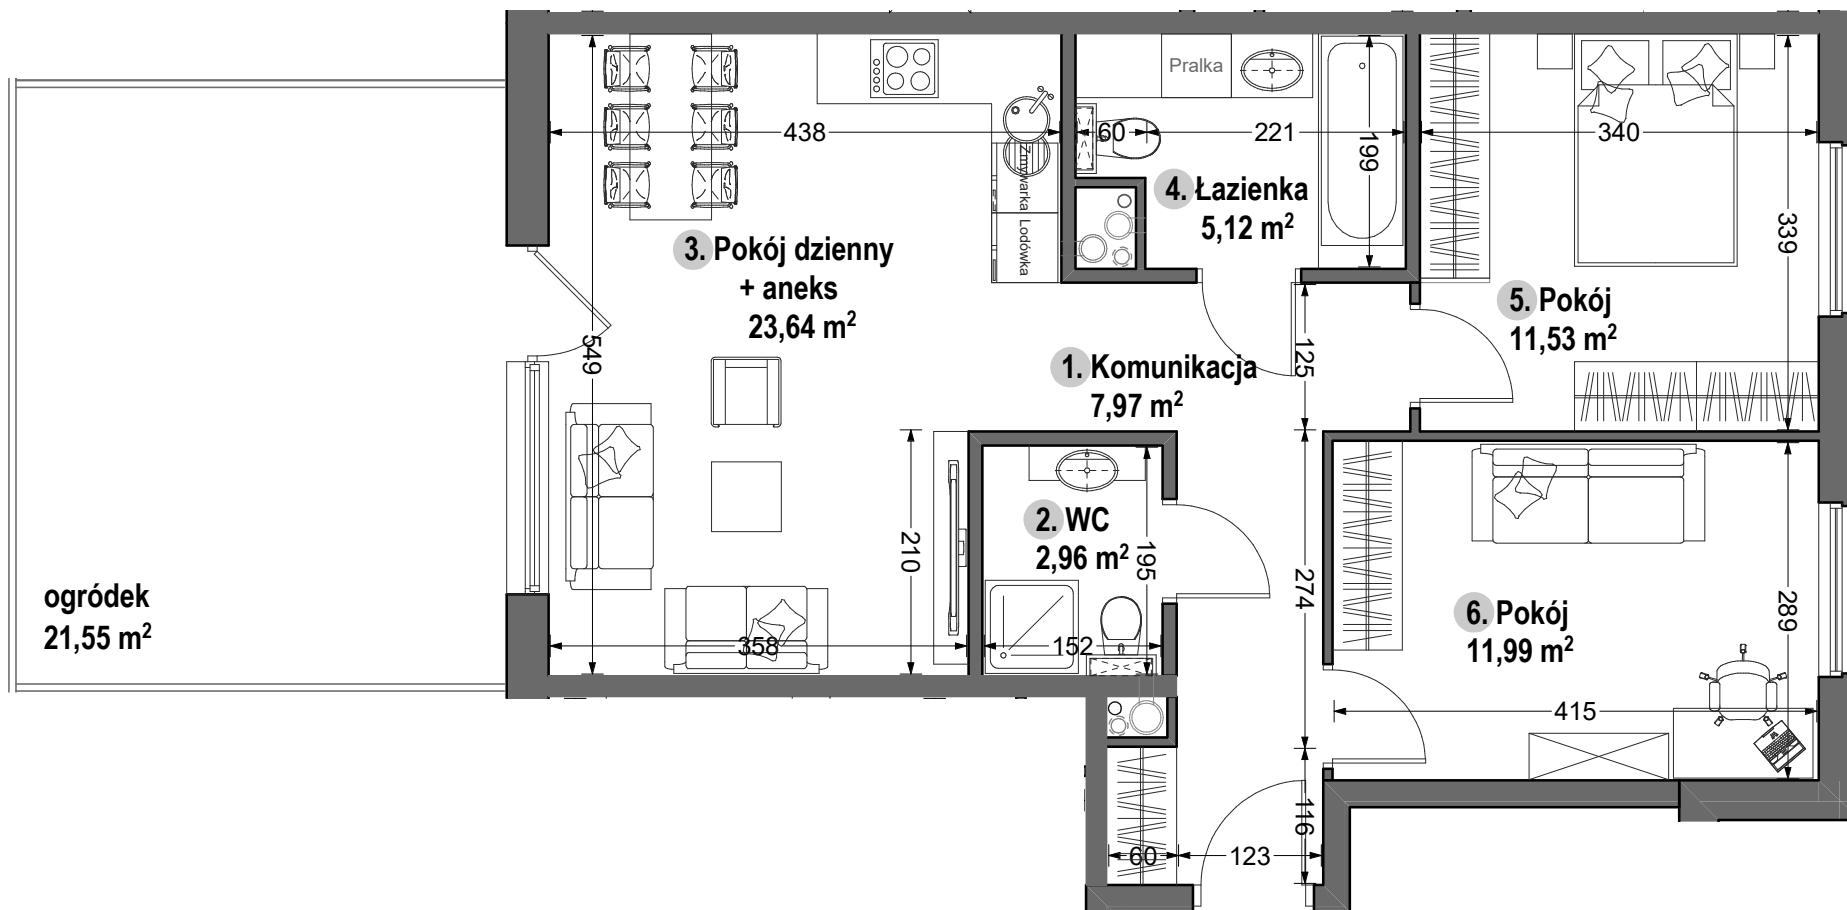 Pralka
438
60
221
199
340
Zmywarka
4. Łazienka
5,12 m²
339
3. Pokój dzienny
+ aneks
23,64 m²
Lodówka
5. Pokój
11,53 m²
549
1. Komunikacja
7,97 m²
125
2. WC
2,96 m²
210
195
274
ogródek
21,55 m²
6. Pokój
11,99 m²
289
358
152
415
116
60
123